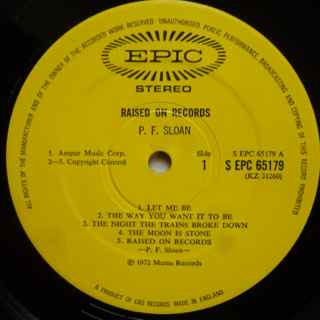 ALL RIGHTS OF THE MANUFACTURER AND OF THE OWNER OF THE RECORDED WORK RESERVED. UNAUTHORISED PUBLIC PERFORMANCE, BROADCASTING AND COPYING OF THIS RECORD PROHIBITED
EPIC
STEREO
RAISED ON RECORDS
P. F. SLOAN
1. Ampar Music Corp.
2—5. Copyright Control
Side
1
S EPC 65179 A
S EPC 65179
(KZ 31260)
1. LET ME BE
2. THE WAY YOU WANT IT TO BE
3. THE NIGHT THE TRAINS BROKE DOWN
4. THE MOON IS STONE
5. RAISED ON RECORDS
—P. F. Sloan—
℗ 1972 Mums Records
A PRODUCT OF CBS RECORDS MADE IN ENGLAND.